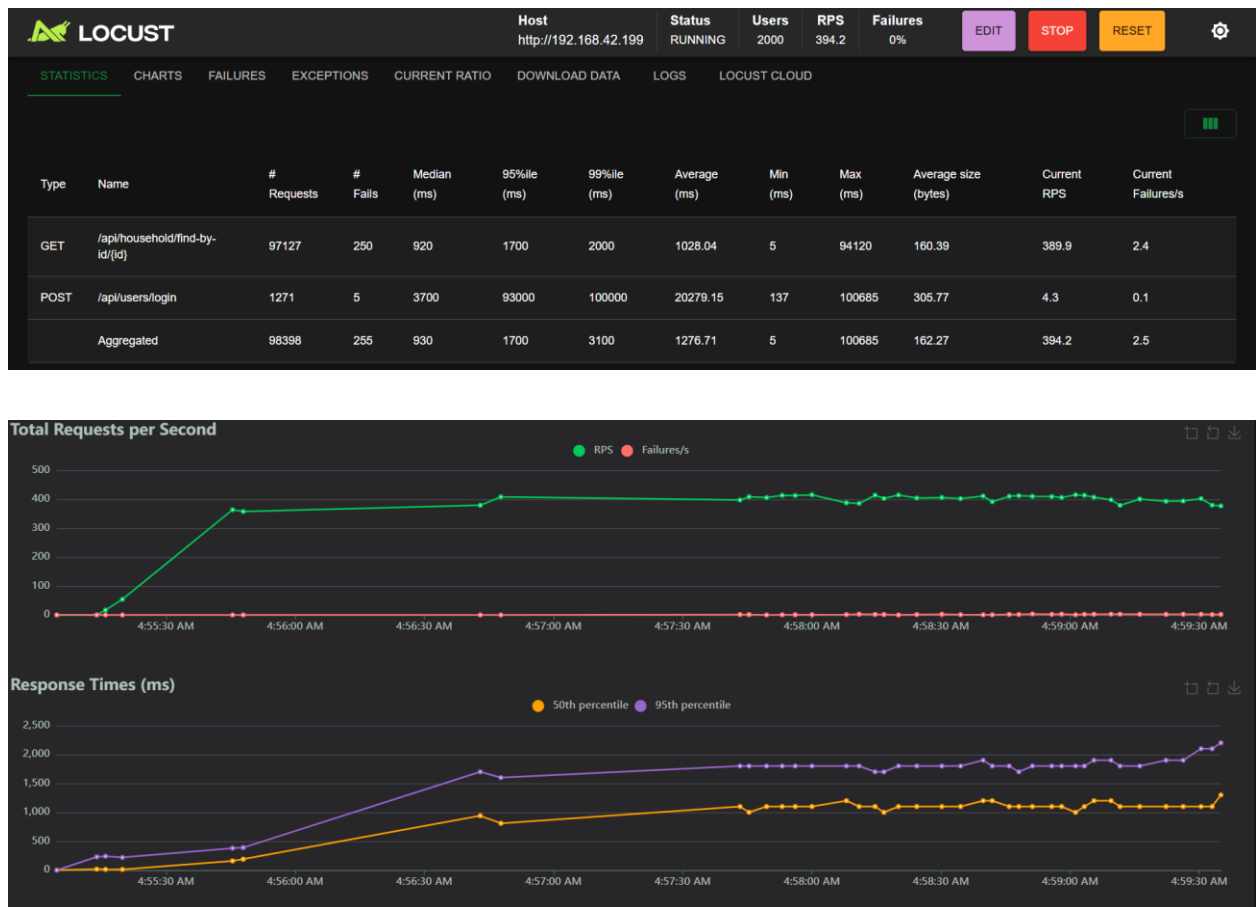 LOCUST
Host
http://192.168.42.199
Status
RUNNING
Users
2000
RPS
394.2
Failures
0%
EDIT
STOP
RESET
STATISTICS CHARTS FAILURES EXCEPTIONS CURRENT RATIO DOWNLOAD DATA LOGS LOCUST CLOUD
Type Name # Requests # Fails Median (ms) 95%ile (ms) 99%ile (ms) Average (ms) Min (ms) Max (ms) Average size (bytes) Current RPS Current Failures/s
GET /api/household/find-by-id/{id} 97127 250 920 1700 2000 1028.04 5 94120 160.39 389.9 2.4
POST /api/users/login 1271 5 3700 93000 100000 20279.15 137 100685 305.77 4.3 0.1
Aggregated 98398 255 930 1700 3100 1276.71 5 100685 162.27 394.2 2.5
Total Requests per Second
RPS Failures/s
500
400
300
200
100
0
4:55:30 AM 4:56:00 AM 4:56:30 AM 4:57:00 AM 4:57:30 AM 4:58:00 AM 4:58:30 AM 4:59:00 AM 4:59:30 AM
Response Times (ms)
50th percentile 95th percentile
2,500
2,000
1,500
1,000
500
0
4:55:30 AM 4:56:00 AM 4:56:30 AM 4:57:00 AM 4:57:30 AM 4:58:00 AM 4:58:30 AM 4:59:00 AM 4:59:30 AM